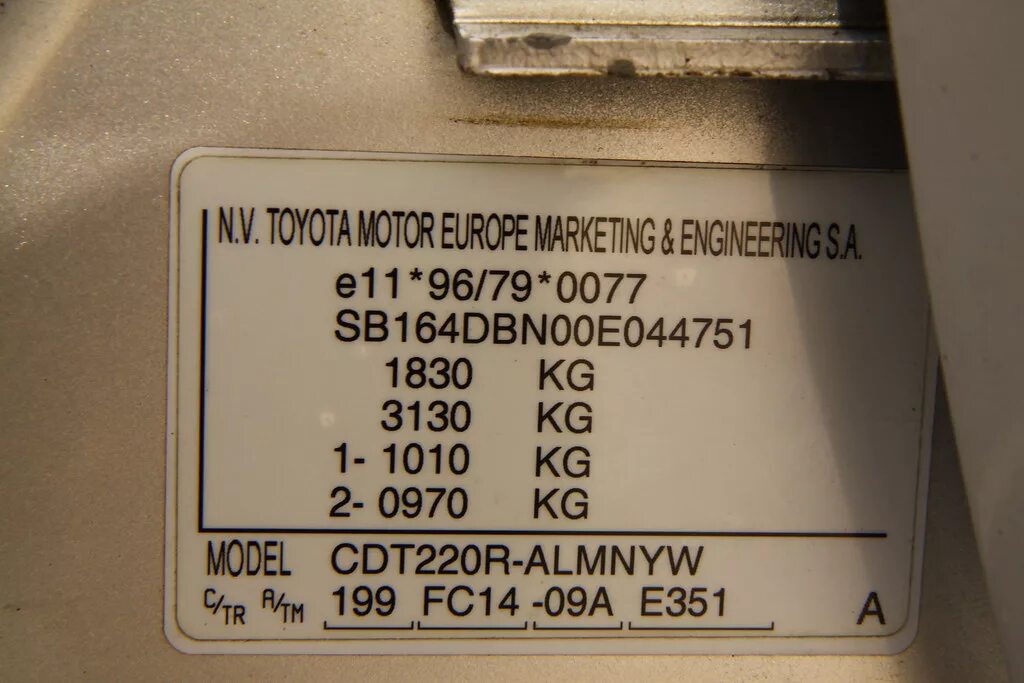 N.V. TOYOTA MOTOR EUROPE MARKETING & ENGINEERING S.A.
e11*96/79*0077
SB164DBN00E044751
1830 KG
3130 KG
1- 1010 KG
2- 0970 KG
MODEL CDT220R-ALMNYW
C/TR A/TM 199 FC14 -09A E351 A